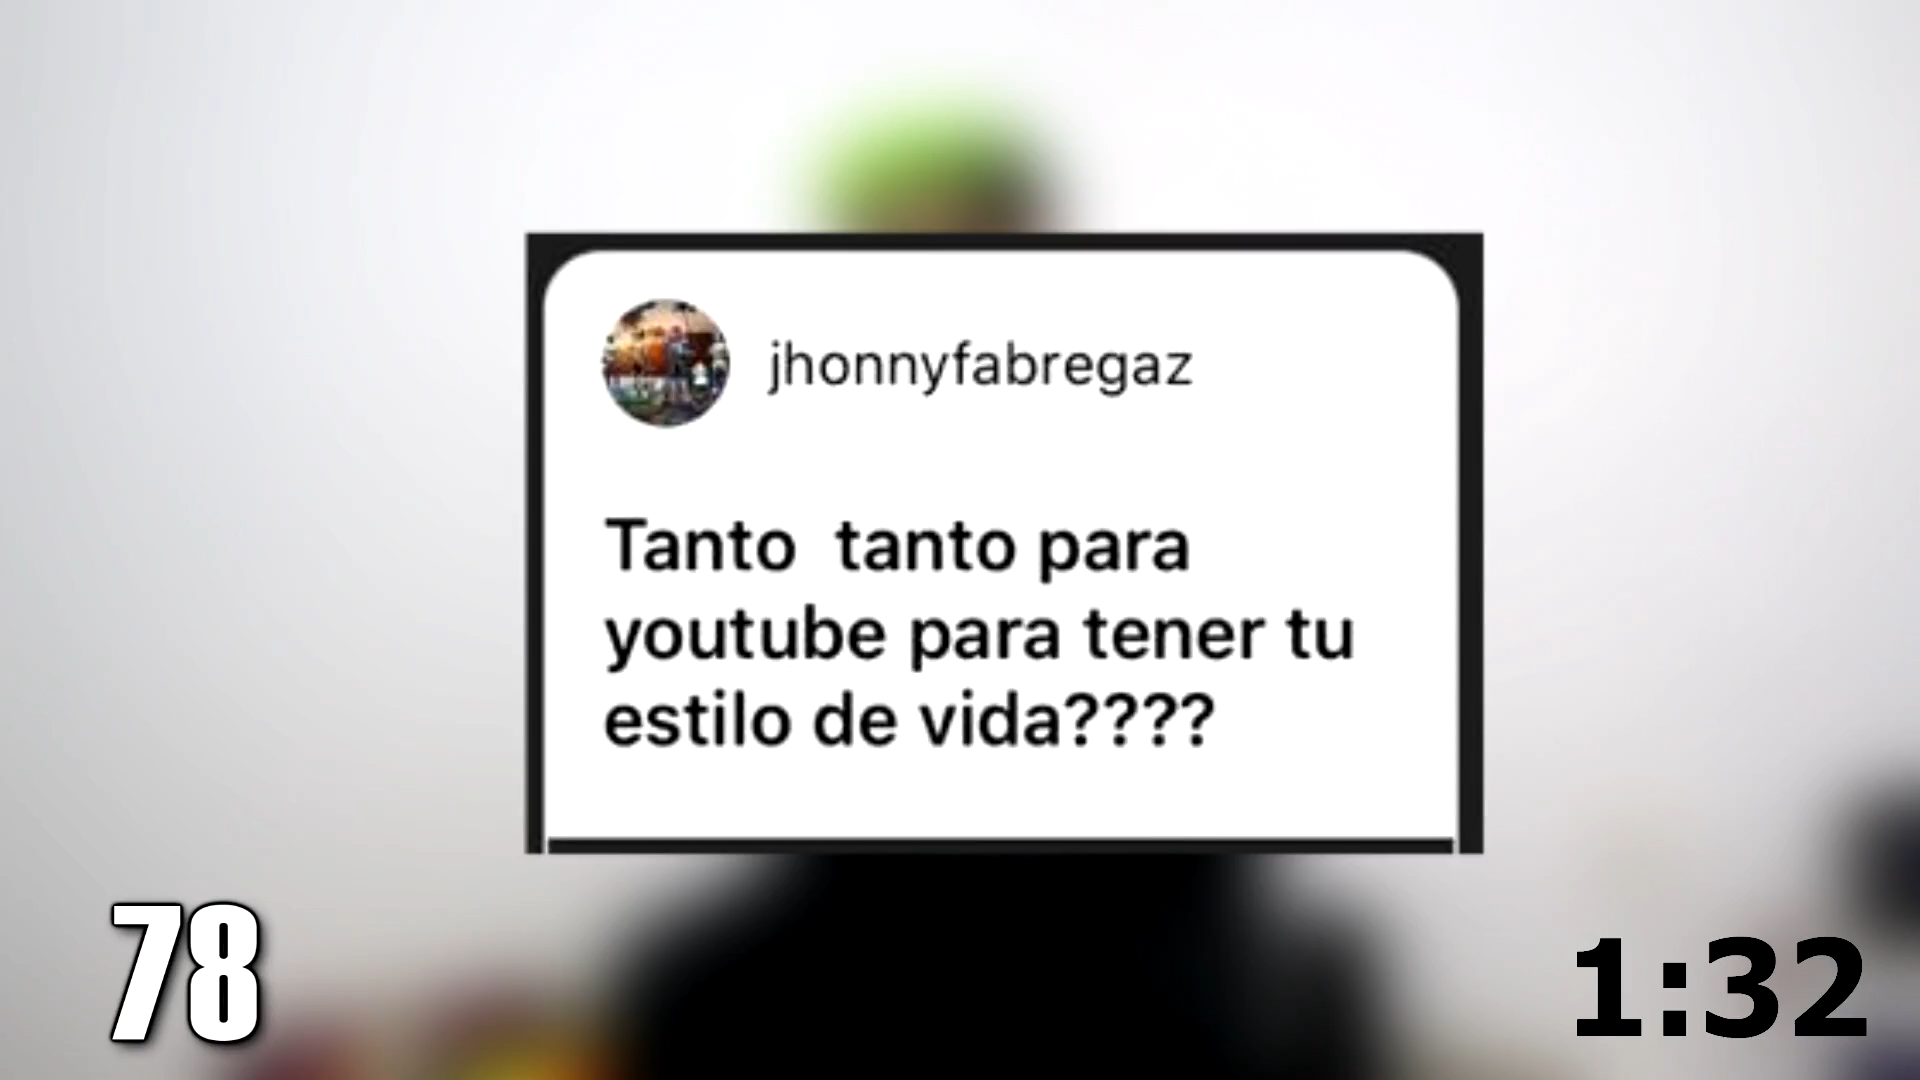 jhonnyfabregaz
Tanto  tanto para
youtube para tener tu
estilo de vida????
78
1:32